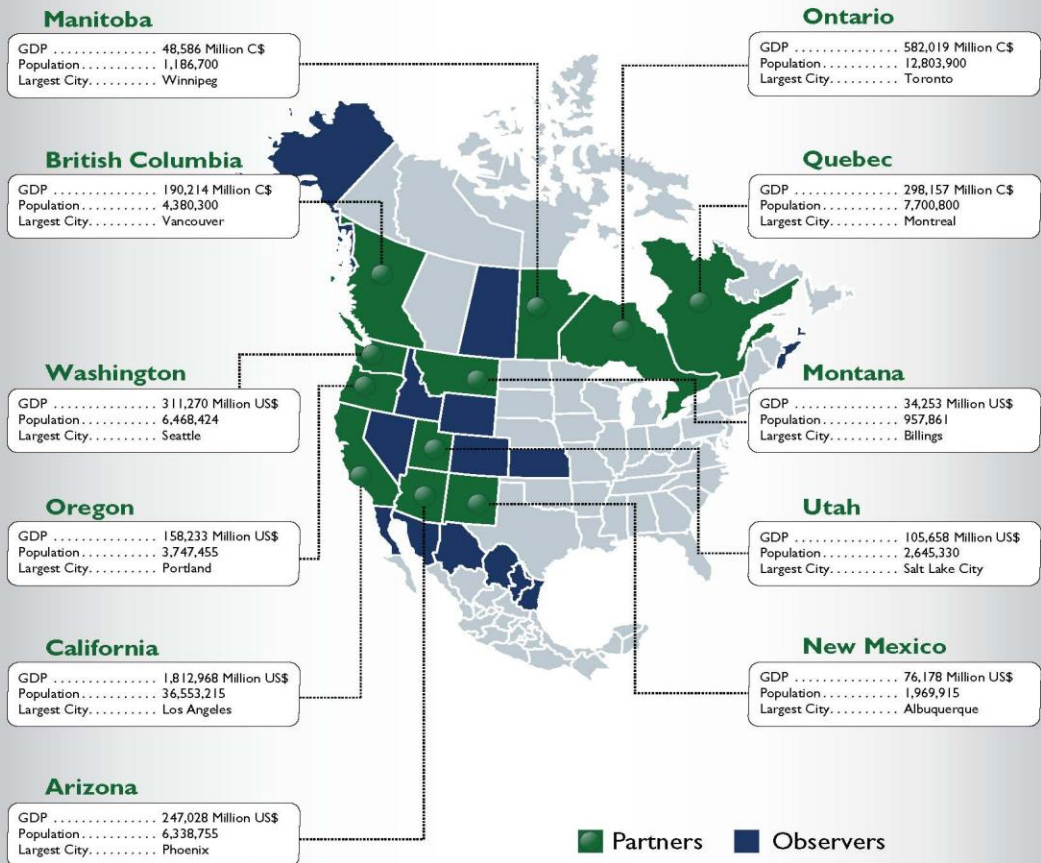 Manitoba
GDP . . . . . . . . . . . . . . . 48,586 Million C$
Population . . . . . . . . . . 1,186,700
Largest City. . . . . . . . . . Winnipeg
British Columbia
GDP . . . . . . . . . . . . . . . 190,214 Million C$
Population . . . . . . . . . . 4,380,300
Largest City. . . . . . . . . . Vancouver
Washington
GDP . . . . . . . . . . . . . . . 311,270 Million US$
Population . . . . . . . . . . 6,468,424
Largest City. . . . . . . . . . Seattle
Oregon
GDP . . . . . . . . . . . . . . . 158,233 Million US$
Population . . . . . . . . . . 3,747,455
Largest City. . . . . . . . . . Portland
California
GDP . . . . . . . . . . . . . . . 1,812,968 Million US$
Population . . . . . . . . . . 36,553,215
Largest City. . . . . . . . . . Los Angeles
Arizona
GDP . . . . . . . . . . . . . . . 247,028 Million US$
Population . . . . . . . . . . 6,338,755
Largest City. . . . . . . . . . Phoenix
Ontario
GDP . . . . . . . . . . . . . . . 582,019 Million C$
Population . . . . . . . . . . 12,803,900
Largest City. . . . . . . . . . Toronto
Quebec
GDP . . . . . . . . . . . . . . . 298,157 Million C$
Population . . . . . . . . . . 7,700,800
Largest City. . . . . . . . . . Montreal
Montana
GDP . . . . . . . . . . . . . . . 34,253 Million US$
Population . . . . . . . . . . 957,861
Largest City. . . . . . . . . . Billings
Utah
GDP . . . . . . . . . . . . . . . 105,658 Million US$
Population . . . . . . . . . . 2,645,330
Largest City. . . . . . . . . . Salt Lake City
New Mexico
GDP . . . . . . . . . . . . . . . 76,178 Million US$
Population . . . . . . . . . . 1,969,915
Largest City. . . . . . . . . . Albuquerque
Partners
Observers